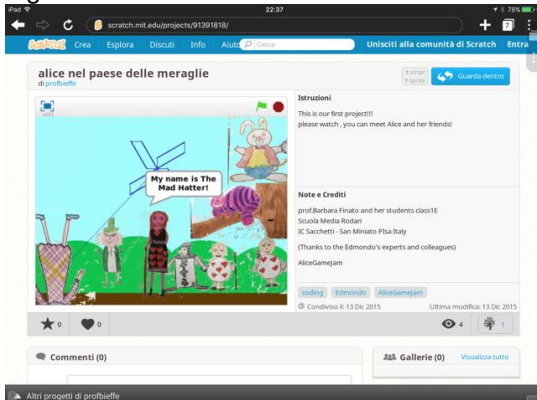 iPad
22:37
78%
scratch.mit.edu/projects/91391818/
7
SCRATCH Crea Esplora Discuti Info Aiuto Cerca Unisciti alla comunità di Scratch Entra
alice nel paese delle meraglie
di profbieffe
Guarda dentro
Istruzioni
This is our first project!!!
please watch , you can meet Alice and her friends!
My name is The
Mad Hatter!
Note e Crediti
prof.Barbara Finato and her students class1E
Scuola Media Rodari
IC Sacchetti - San Miniato PIsa Italy
(Thanks to the Edmondo's experts and colleagues)
AliceGamejam
coding Edmondo AliceGamejam
Condiviso il: 13 Dic 2015 Ultima modifica: 13 Dic 2015
0 0 4 1
Commenti (0)
Gallerie (0) Visualizza tutto
Altri progetti di profbieffe